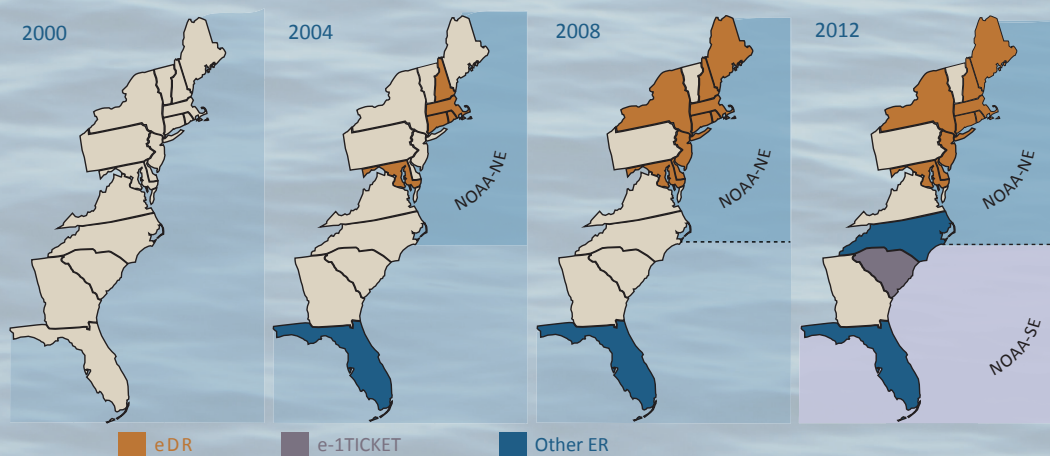 2000
2004
2008
2012
NOAA-NE
NOAA-NE
NOAA-NE
NOAA-SE
eDR
e-1TICKET
Other ER